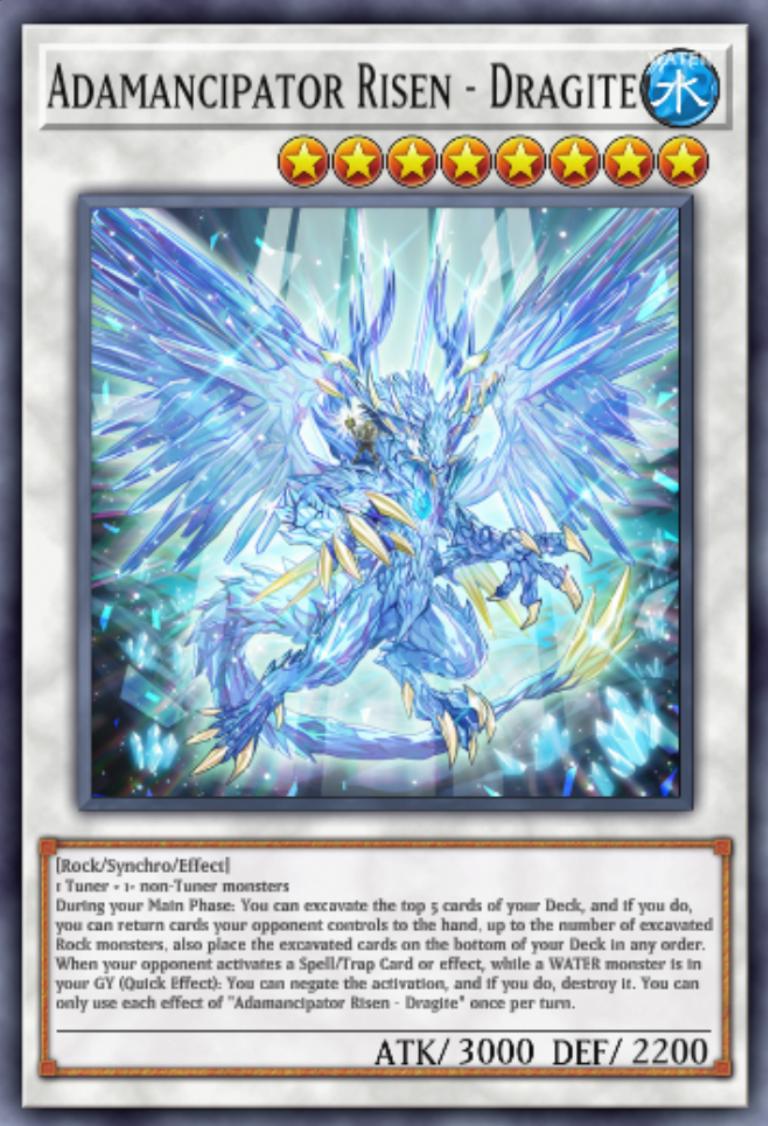 ADAMANCIPATOR RISEN - DRAGITE
WATER
水
[Rock/Synchro/Effect]
1 Tuner + 1+ non-Tuner monsters
During your Main Phase: You can excavate the top 5 cards of your Deck, and if you do,
you can return cards your opponent controls to the hand, up to the number of excavated
Rock monsters, also place the excavated cards on the bottom of your Deck in any order.
When your opponent activates a Spell/Trap Card or effect, while a WATER monster is in
your GY (Quick Effect): You can negate the activation, and if you do, destroy it. You can
only use each effect of "Adamancipator Risen - Dragite" once per turn.
ATK/ 3000 DEF/ 2200